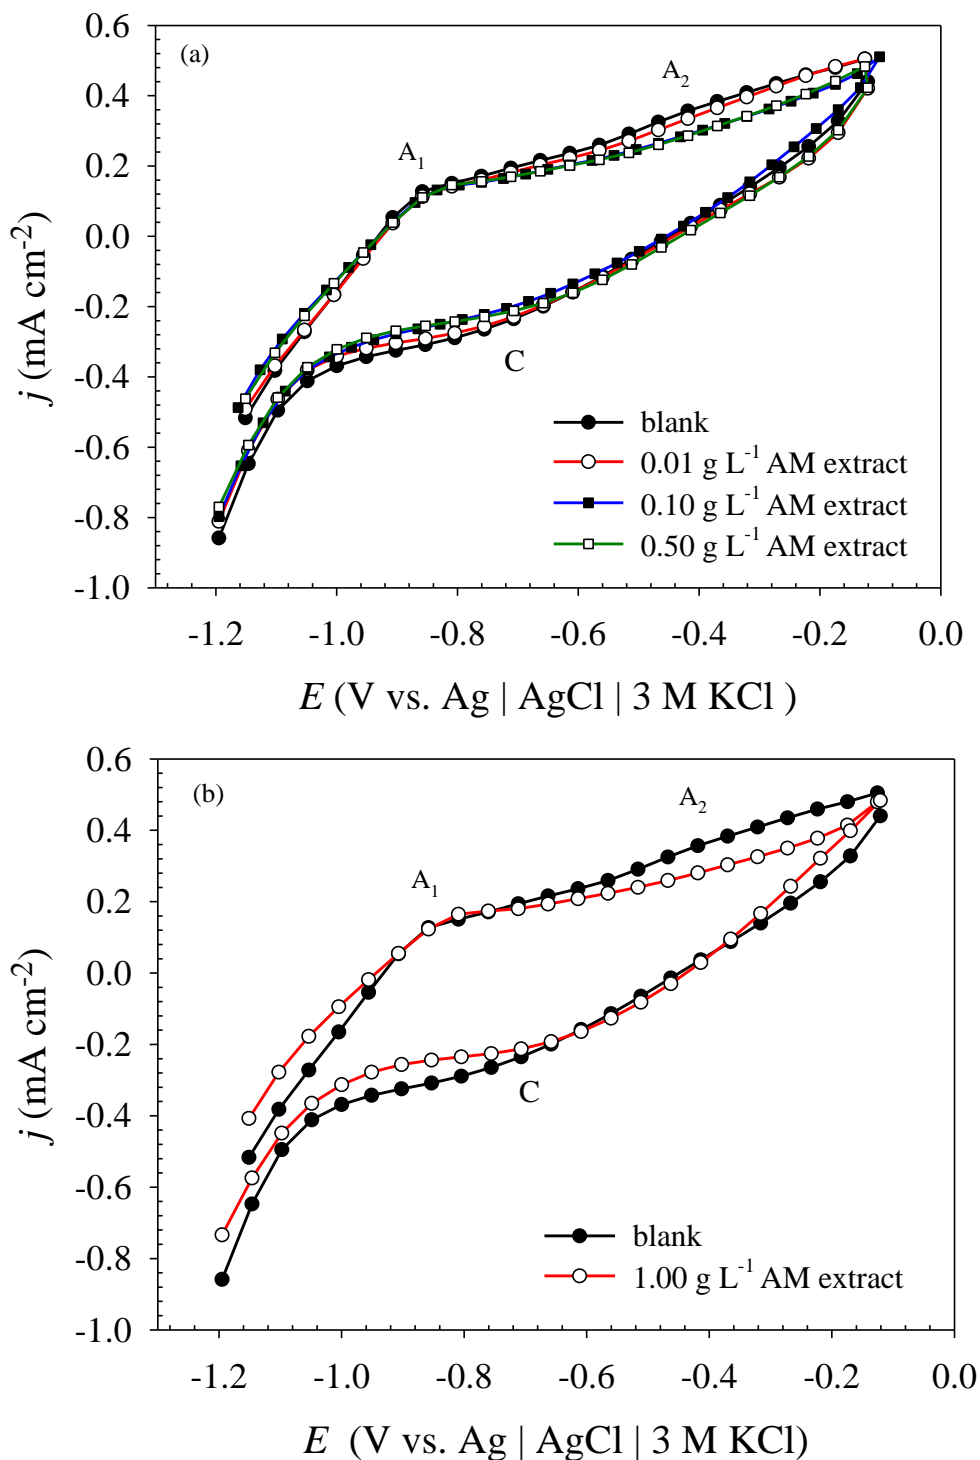 0.6
(a)
A2
0.4
A1
0.2
0.0
-0.2
C
-0.4
-0.6
-0.8
-1.0
j (mA cm-2)
blank
0.01 g L-1 AM extract
0.10 g L-1 AM extract
0.50 g L-1 AM extract
-1.2 -1.0 -0.8 -0.6 -0.4 -0.2 0.0
E (V vs. Ag | AgCl | 3 M KCl )
0.6
(b)
A2
0.4
A1
0.2
0.0
-0.2
C
-0.4
-0.6
-0.8
-1.0
j (mA cm-2)
blank
1.00 g L-1 AM extract
-1.2 -1.0 -0.8 -0.6 -0.4 -0.2 0.0
E (V vs. Ag | AgCl | 3 M KCl)